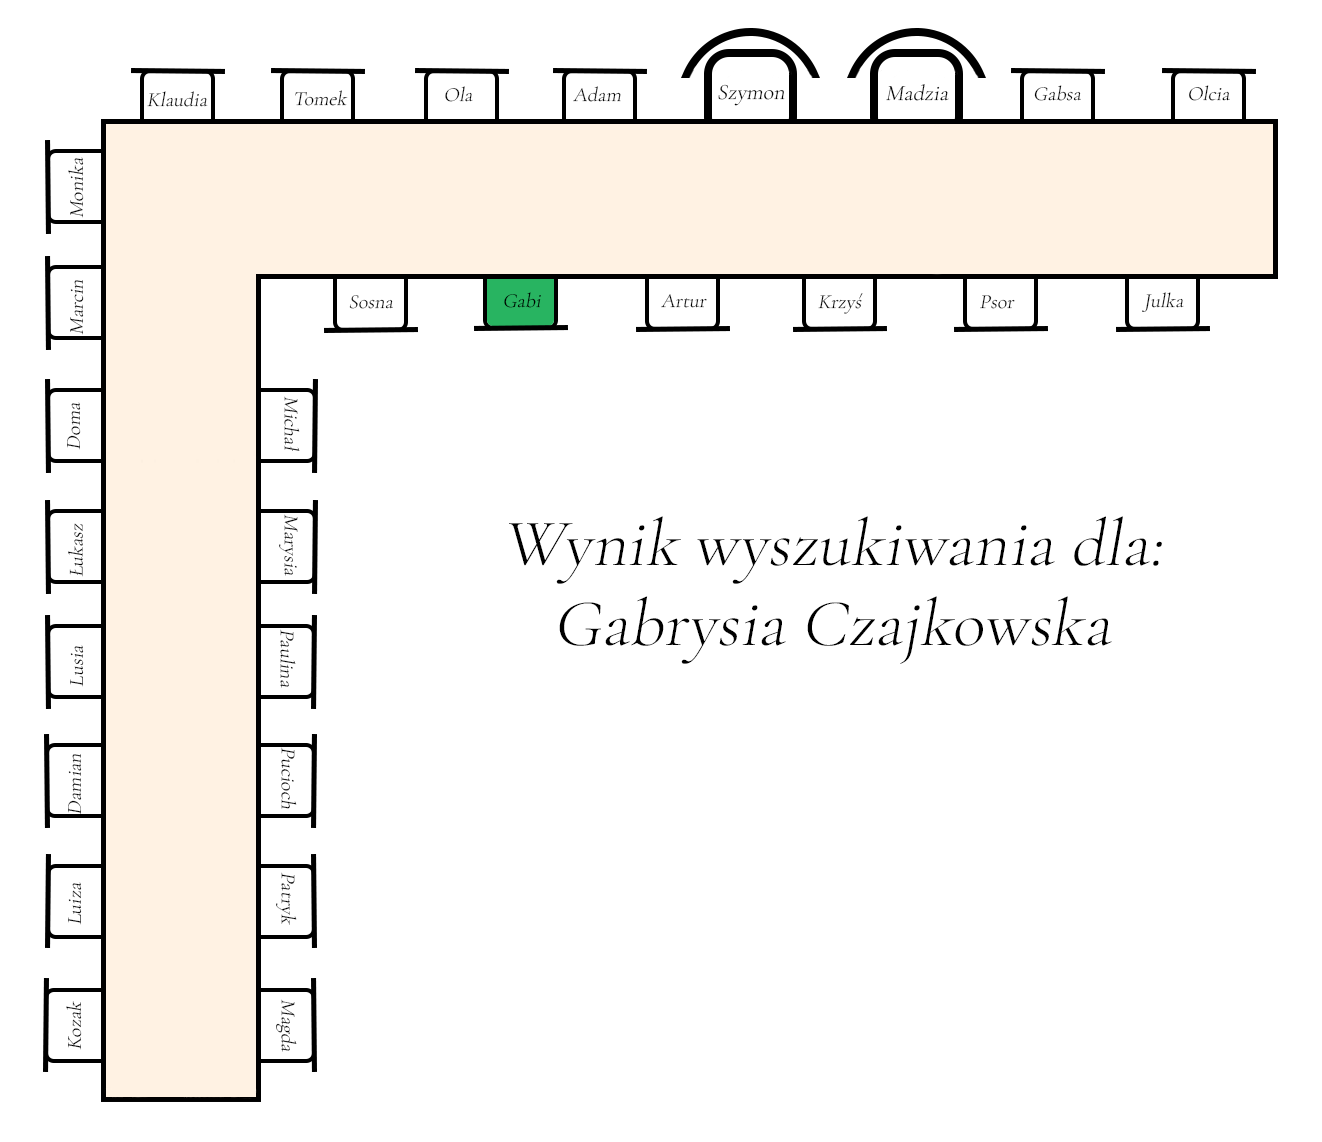 Klaudia
Tomek
Ola
Adam
Szymon
Madzia
Gabsa
Olcia
Monika
Marcin
Doma
Łukasz
Lusia
Damian
Luiza
Kozak
Sosna
Gabi
Artur
Krzyś
Psor
Julka
Michał
Marysia
Paulina
Pucioch
Patryk
Magda
Wynik wyszukiwania dla:
Gabrysia Czajkowska